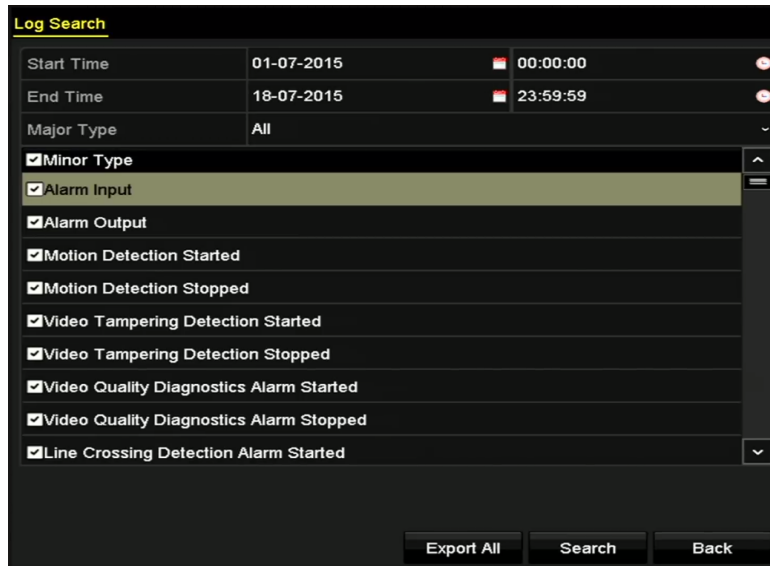 Log Search
Start Time 01-07-2015 00:00:00
End Time 18-07-2015 23:59:59
Major Type All
Minor Type
Alarm Input
Alarm Output
Motion Detection Started
Motion Detection Stopped
Video Tampering Detection Started
Video Tampering Detection Stopped
Video Quality Diagnostics Alarm Started
Video Quality Diagnostics Alarm Stopped
Line Crossing Detection Alarm Started
Export All Search Back